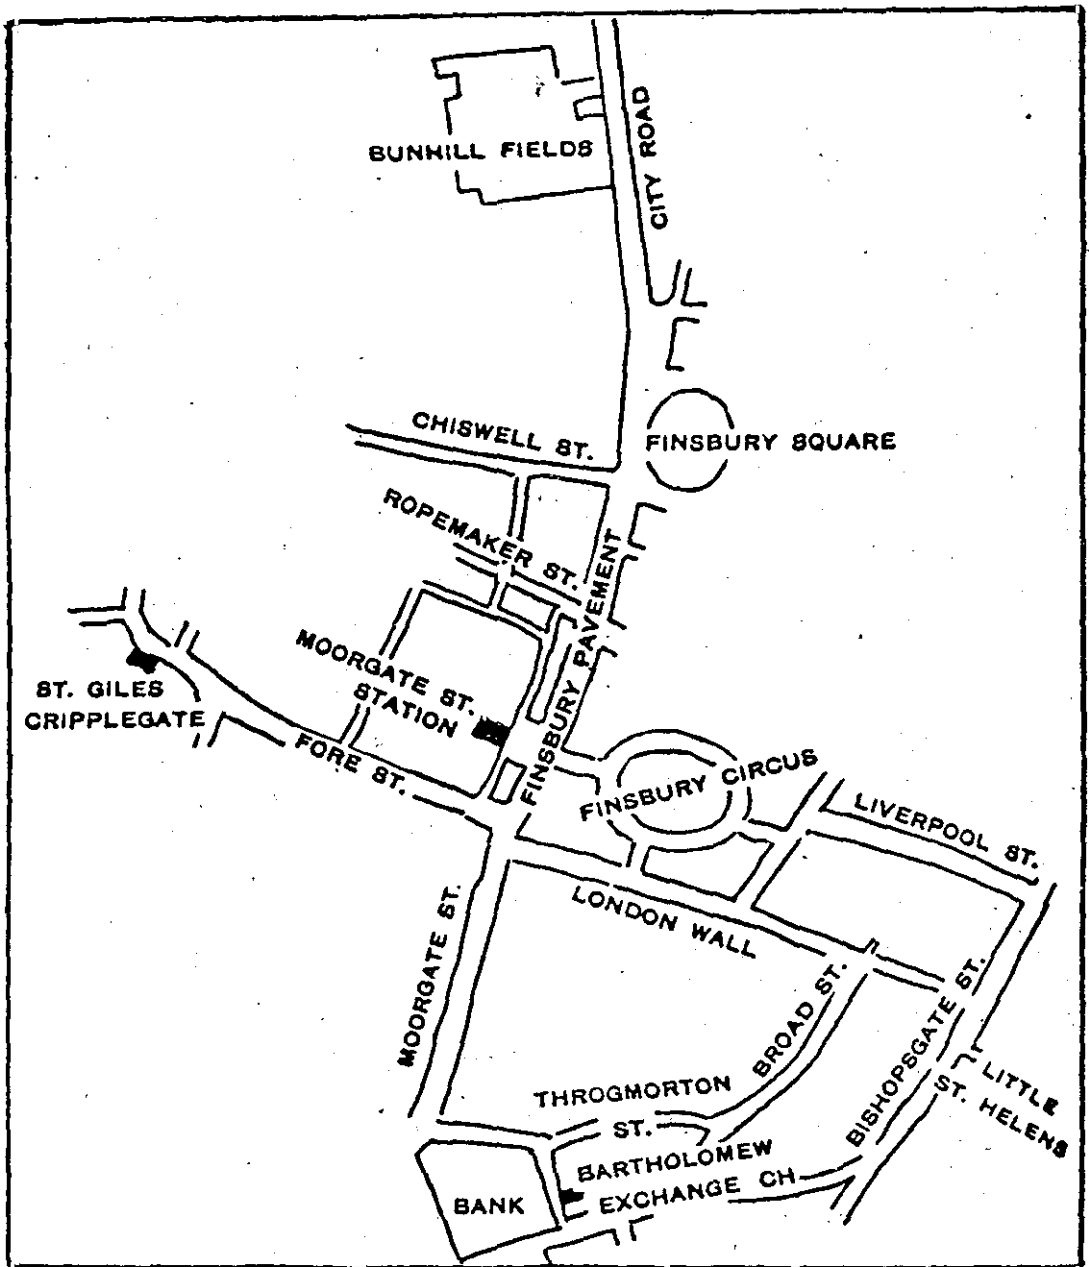 BUNHILL FIELDS
CITY ROAD
CHISWELL ST.
FINSBURY SQUARE
ROPEMAKER ST.
FINSBURY PAVEMENT
MOORGATE ST.
STATION
ST. GILES
CRIPPLEGATE
FORE ST.
FINSBURY CIRCUS
LIVERPOOL ST.
LONDON WALL
MOORGATE ST.
BROAD ST.
BISHOPSGATE ST.
LITTLE
ST. HELENS
THROGMORTON
ST.
BARTHOLOMEW
EXCHANGE CH
BANK